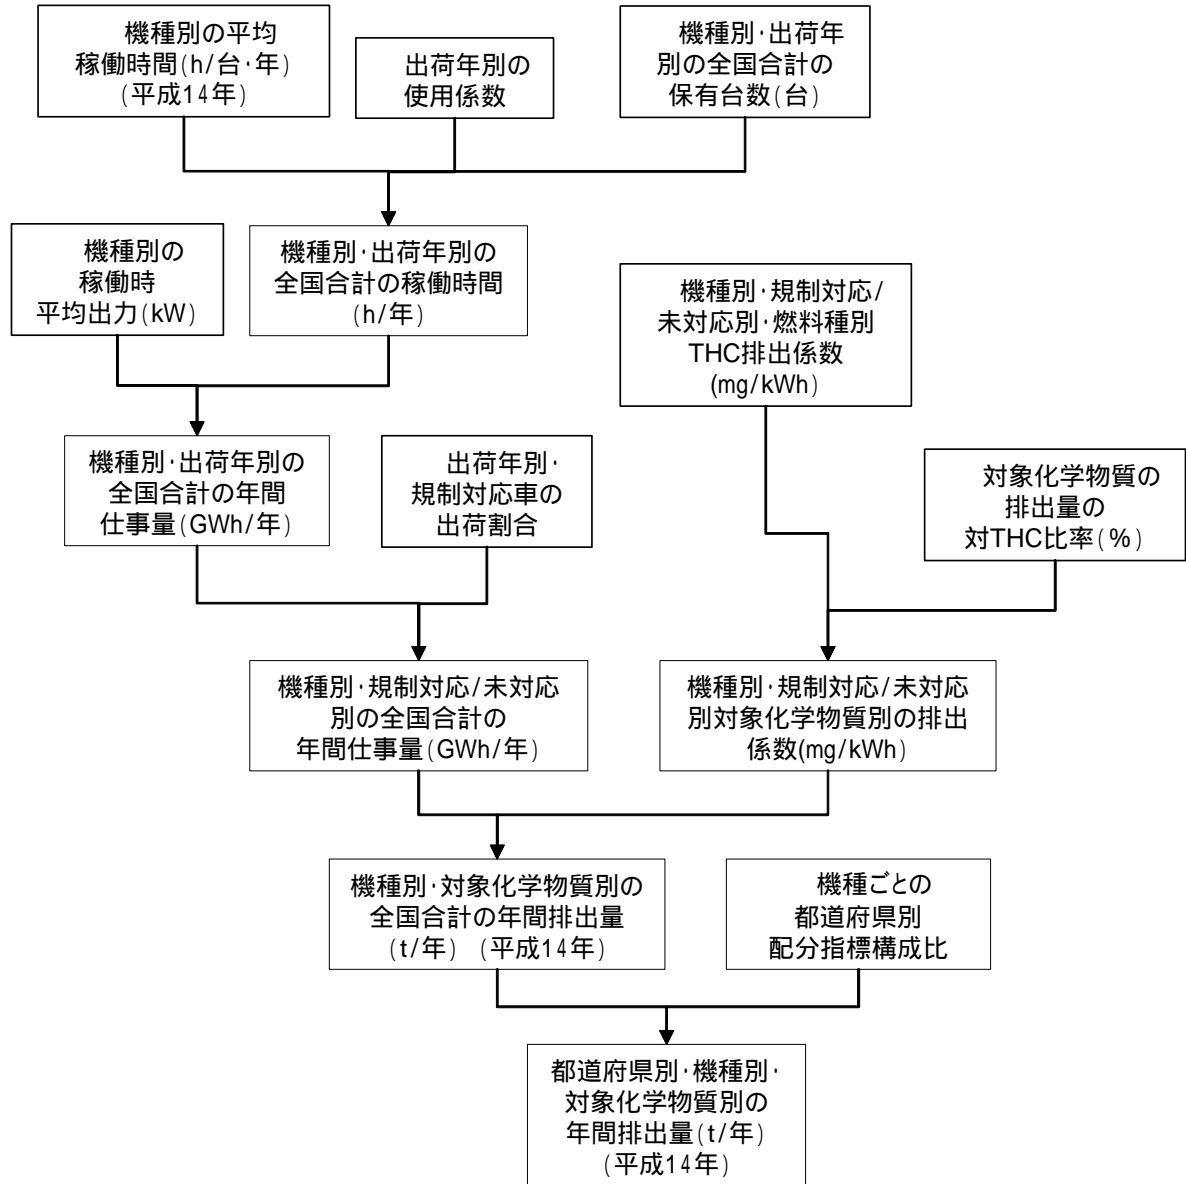 機種別の平均
稼働時間(h/台・年)
(平成14年)
出荷年別の
使用係数
機種別・出荷年
別の全国合計の
保有台数(台)
機種別の
稼働時
平均出力(kW)
機種別・出荷年別の
全国合計の稼働時間
(h/年)
機種別・規制対応/
未対応別・燃料種別
THC排出係数
(mg/kWh)
機種別・出荷年別の
全国合計の年間
仕事量(GWh/年)
出荷年別・
規制対応車の
出荷割合
対象化学物質の
排出量の
対THC比率(%)
機種別・規制対応/未対応
別の全国合計の
年間仕事量(GWh/年)
機種別・規制対応/未対応
別対象化学物質別の排出
係数(mg/kWh)
機種別・対象化学物質別の
全国合計の年間排出量
(t/年) (平成14年)
機種ごとの
都道府県別
配分指標構成比
都道府県別・機種別・
対象化学物質別の
年間排出量(t/年)
(平成14年)